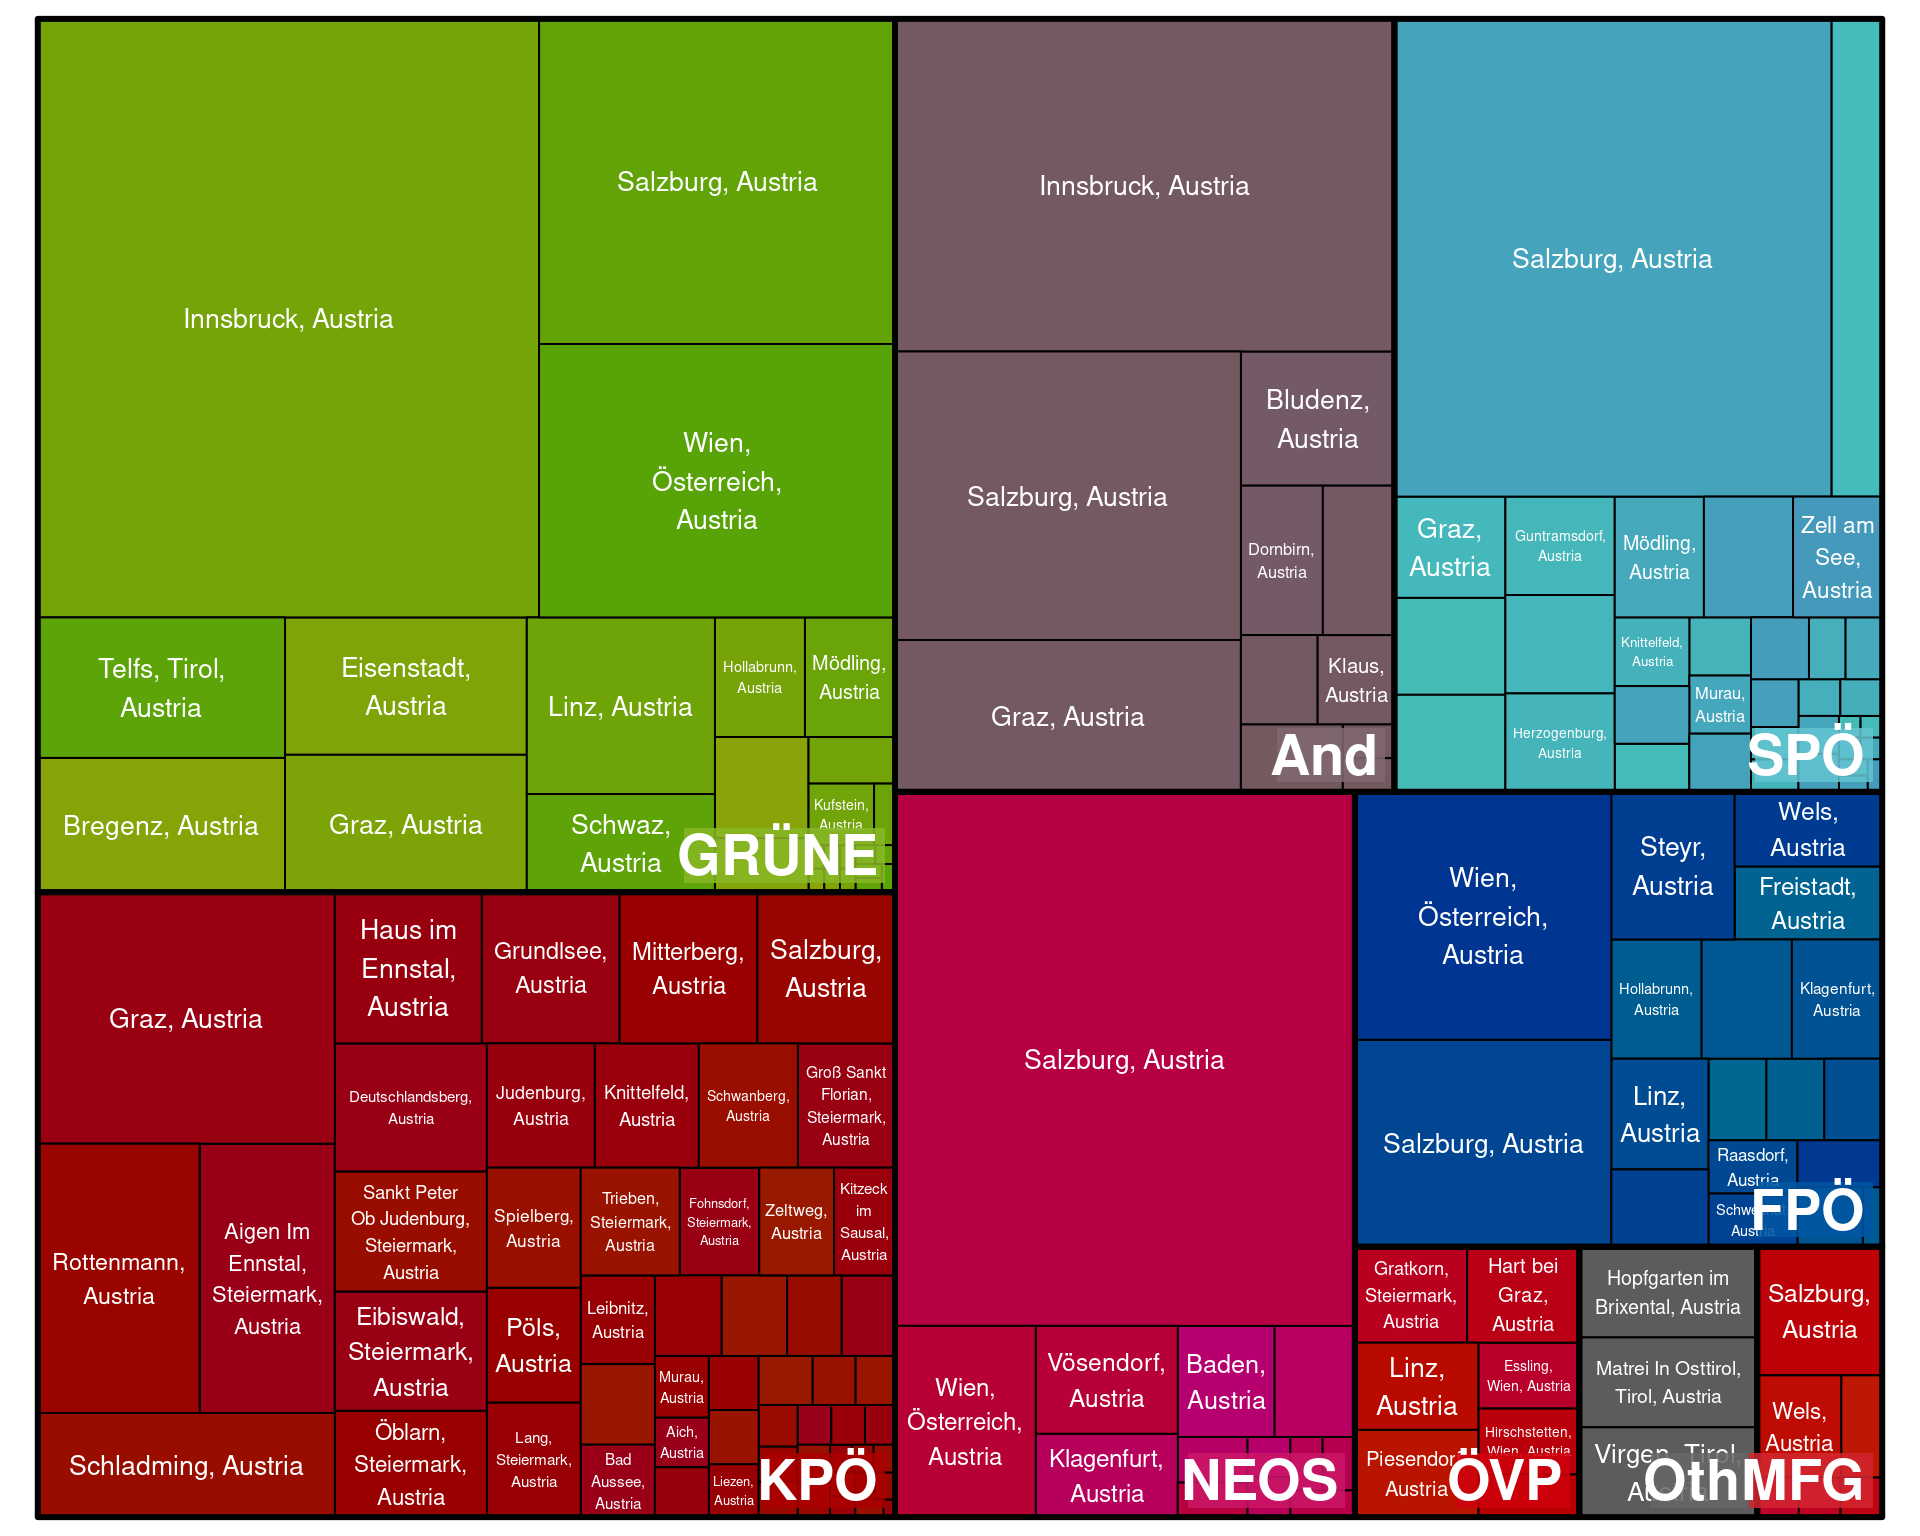 Innsbruck, Austria
Salzburg, Austria
Wien,
Österreich,
Austria
Telfs, Tirol,
Austria
Eisenstadt,
Austria
Linz, Austria
Hollabrunn,
Austria
Mödling,
Austria
Bregenz, Austria
Graz, Austria
Schwaz,
Austria
Kufstein,
Austria
GRÜNE
Innsbruck, Austria
Salzburg, Austria
Bludenz,
Austria
Dornbirn,
Austria
Klaus,
Austria
Graz, Austria
And
Salzburg, Austria
Graz,
Austria
Guntramsdorf,
Austria
Mödling,
Austria
Zell am
See,
Austria
Knittelfeld,
Austria
Murau,
Austria
Herzogenburg,
Austria
SPÖ
Graz, Austria
Haus im
Ennstal,
Austria
Grundlsee,
Austria
Mitterberg,
Austria
Salzburg,
Austria
Deutschlandsberg,
Austria
Judenburg,
Austria
Knittelfeld,
Austria
Schwanberg,
Austria
Groß Sankt
Florian,
Steiermark,
Austria
Rottenmann,
Austria
Aigen Im
Ennstal,
Steiermark,
Austria
Sankt Peter
Ob Judenburg,
Steiermark,
Austria
Spielberg,
Austria
Trieben,
Steiermark,
Austria
Fohnsdorf,
Steiermark,
Austria
Zeltweg,
Austria
Kitzeck
im
Sausal,
Austria
Eibiswald,
Steiermark,
Austria
Pöls,
Austria
Leibnitz,
Austria
Murau,
Austria
Aich,
Austria
Schladming, Austria
Öblarn,
Steiermark,
Austria
Lang,
Steiermark,
Austria
Bad
Aussee,
Austria
Liezen,
Austria
KPÖ
Salzburg, Austria
Wien,
Österreich,
Austria
Vösendorf,
Austria
Baden,
Austria
Klagenfurt,
Austria
NEOS
Wien,
Österreich,
Austria
Steyr,
Austria
Wels,
Austria
Freistadt,
Austria
Hollabrunn,
Austria
Klagenfurt,
Austria
Salzburg, Austria
Linz,
Austria
Raasdorf,
Austria
Austria
FPÖ
Gratkorn,
Steiermark,
Austria
Hart bei
Graz,
Austria
Linz,
Austria
Essling,
Wien, Austria
Hirschstetten,
Wien, Austria
Piesendorf,
Austria
ÖVP
Hopfgarten im
Brixental, Austria
Matrei In Osttirol,
Tirol, Austria
Virgen, Tirol,
Austria
Salzburg,
Austria
Wels,
Austria
OthMFG